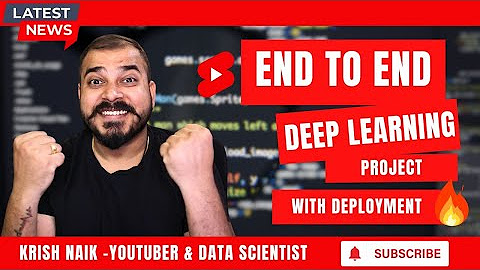 LATEST
NEWS
END TO END
DEEP LEARNING
PROJECT
WITH DEPLOYMENT
KRISH NAIK -YOUTUBER & DATA SCIENTIST
SUBSCRIBE